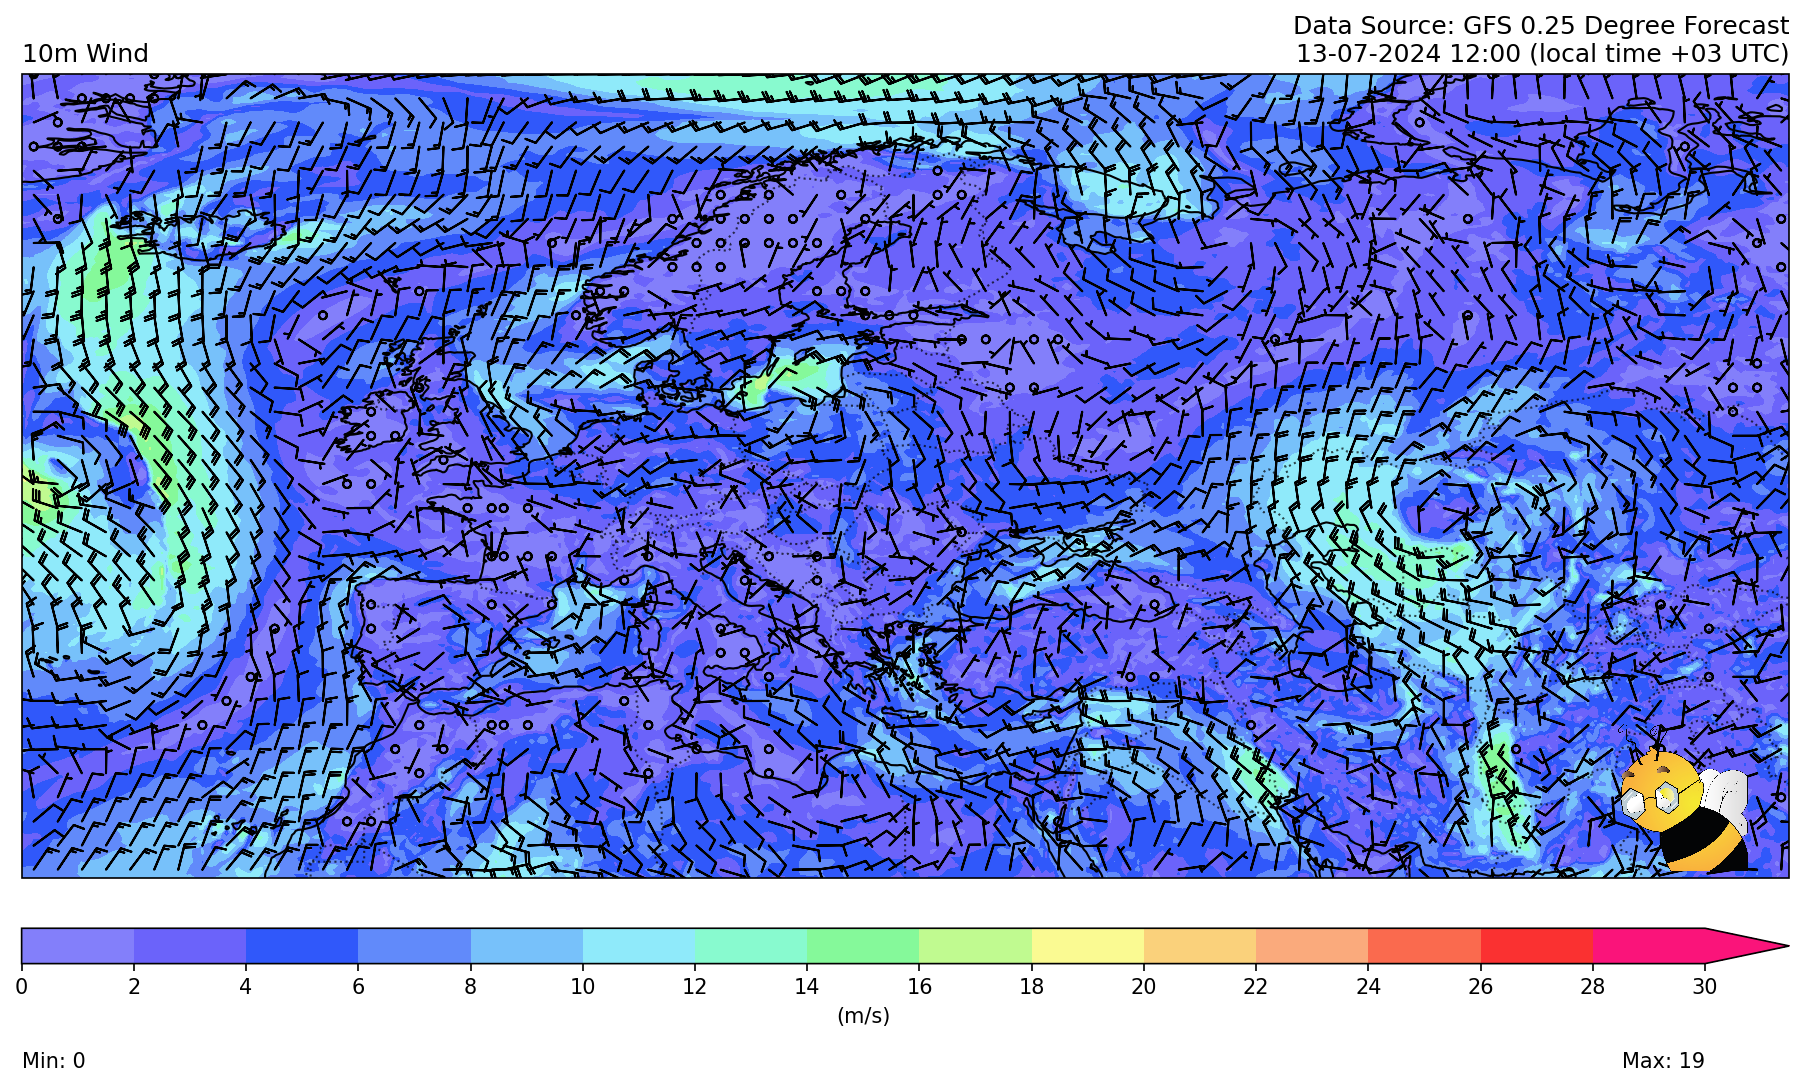 Data Source: GFS 0.25 Degree Forecast
10m Wind
13-07-2024 12:00 (local time +03 UTC)
0 2 4 6 8 10 12 14 16 18 20 22 24 26 28 30
(m/s)
Min: 0
Max: 19